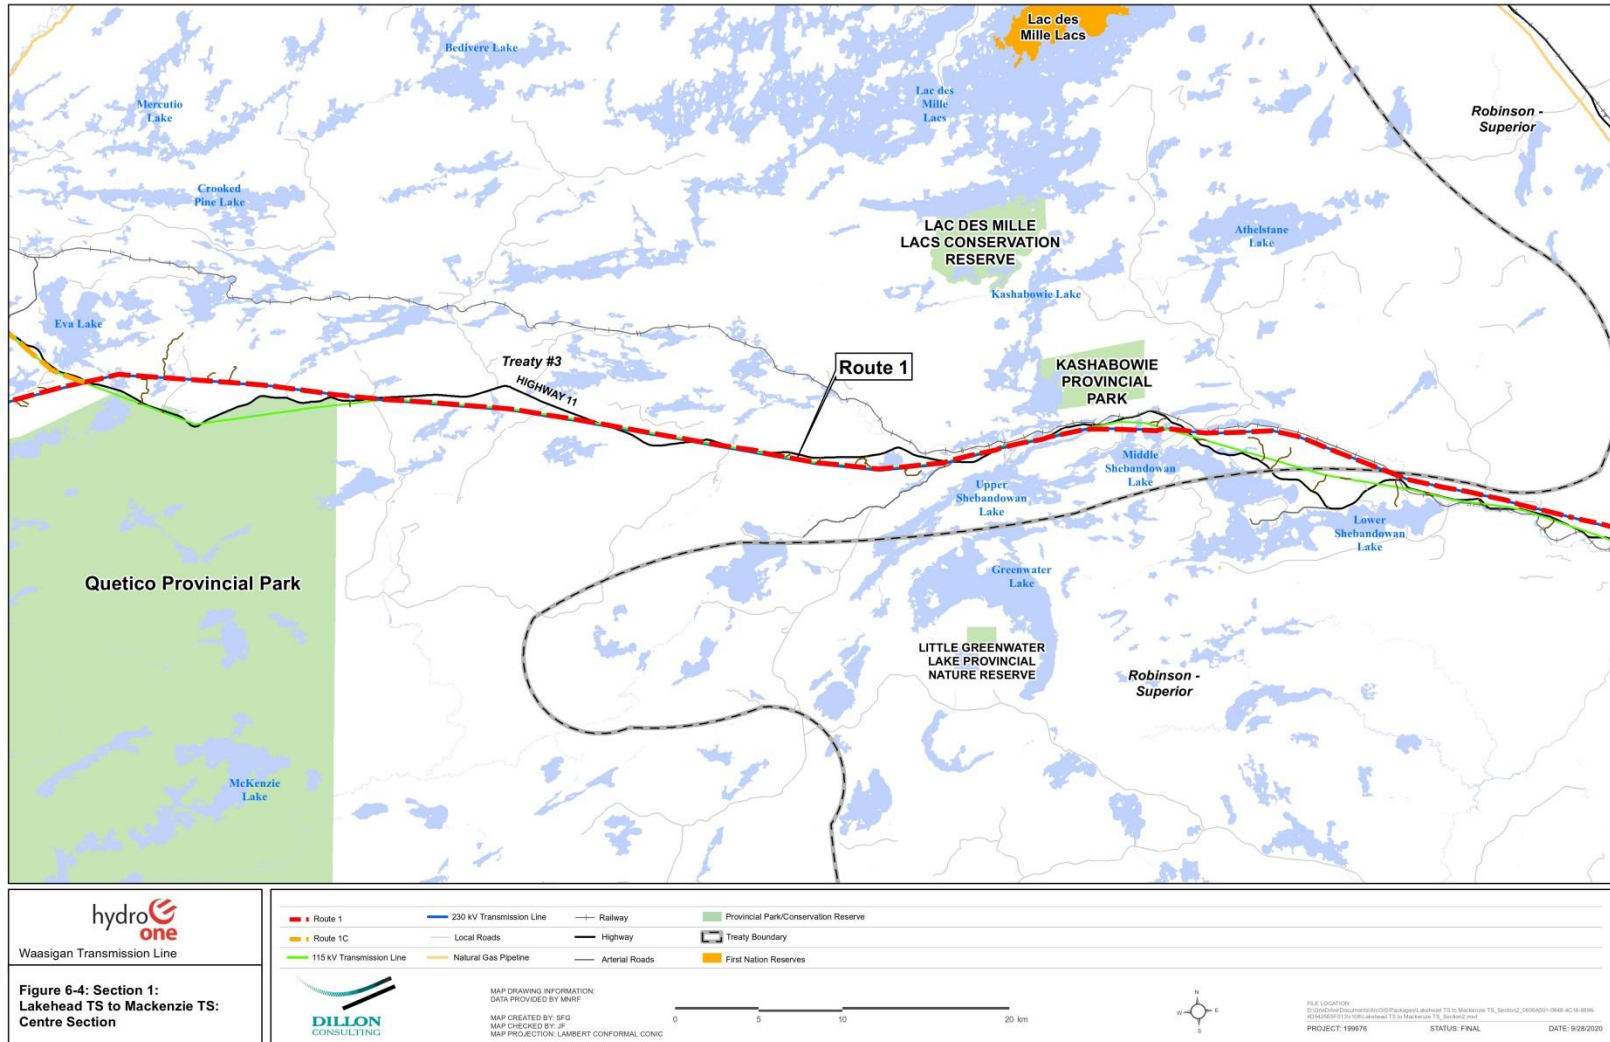 Lac des
Mille Lacs
Bedivere Lake
Mercutio
Lake
Lac des
Mille
Lacs
Robinson -
Superior
Crooked
Pine Lake
LAC DES MILLE
LACS CONSERVATION
RESERVE
Athelstane
Lake
Kashabowie Lake
Eva Lake
Treaty #3
HIGHWAY 11
Route 1
KASHABOWIE
PROVINCIAL
PARK
Middle
Shebandowan
Lake
Upper
Shebandowan
Lake
Lower
Shebandowan
Lake
Quetico Provincial Park
Greenwater
Lake
LITTLE GREENWATER
LAKE PROVINCIAL
NATURE RESERVE
Robinson -
Superior
McKenzie
Lake
hydro
one
Waasigan Transmission Line
Figure 6-4: Section 1:
Lakehead TS to Mackenzie TS:
Centre Section
Route 1
230 kV Transmission Line
Railway
Provincial Park/Conservation Reserve
Route 1C
Local Roads
Highway
Treaty Boundary
115 kV Transmission Line
Natural Gas Pipeline
Arterial Roads
First Nation Reserves
DILLON
CONSULTING
MAP DRAWING INFORMATION:
DATA PROVIDED BY MNRF
MAP CREATED BY: SFG
MAP CHECKED BY: JF
MAP PROJECTION: LAMBERT CONFORMAL CONIC
0 5 10 20 km
N
W E
S
FILE LOCATION:
PROJECT: 199676 STATUS: FINAL DATE: 9/28/2020